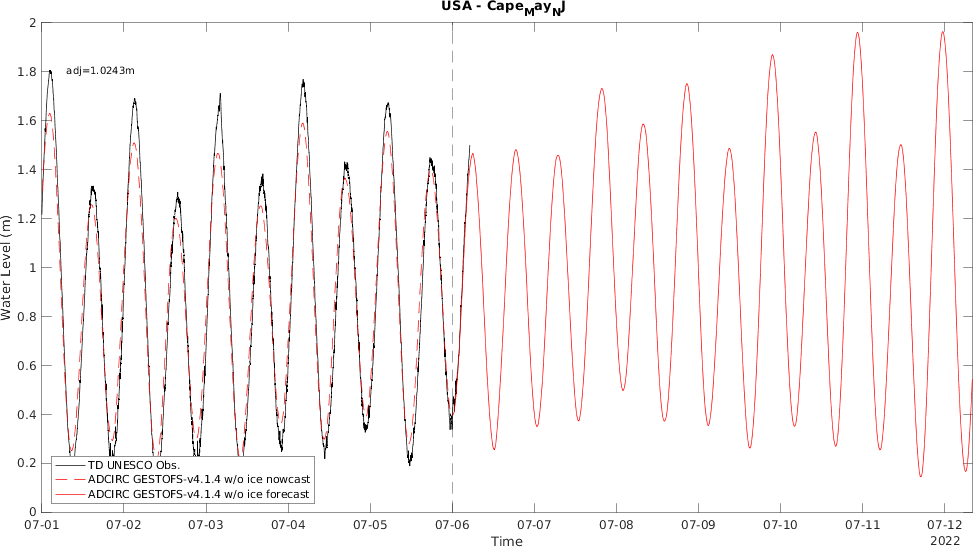 USA - CapeMayNJ
adj=1.0243m
2
1.8
1.6
1.4
1.2
1
0.8
0.6
0.4
0.2
0
Water Level (m)
TD UNESCO Obs.
ADCIRC GESTOFS-v4.1.4 w/o ice nowcast
ADCIRC GESTOFS-v4.1.4 w/o ice forecast
07-01 07-02 07-03 07-04 07-05 07-06 07-07 07-08 07-09 07-10 07-11 07-12
Time 2022